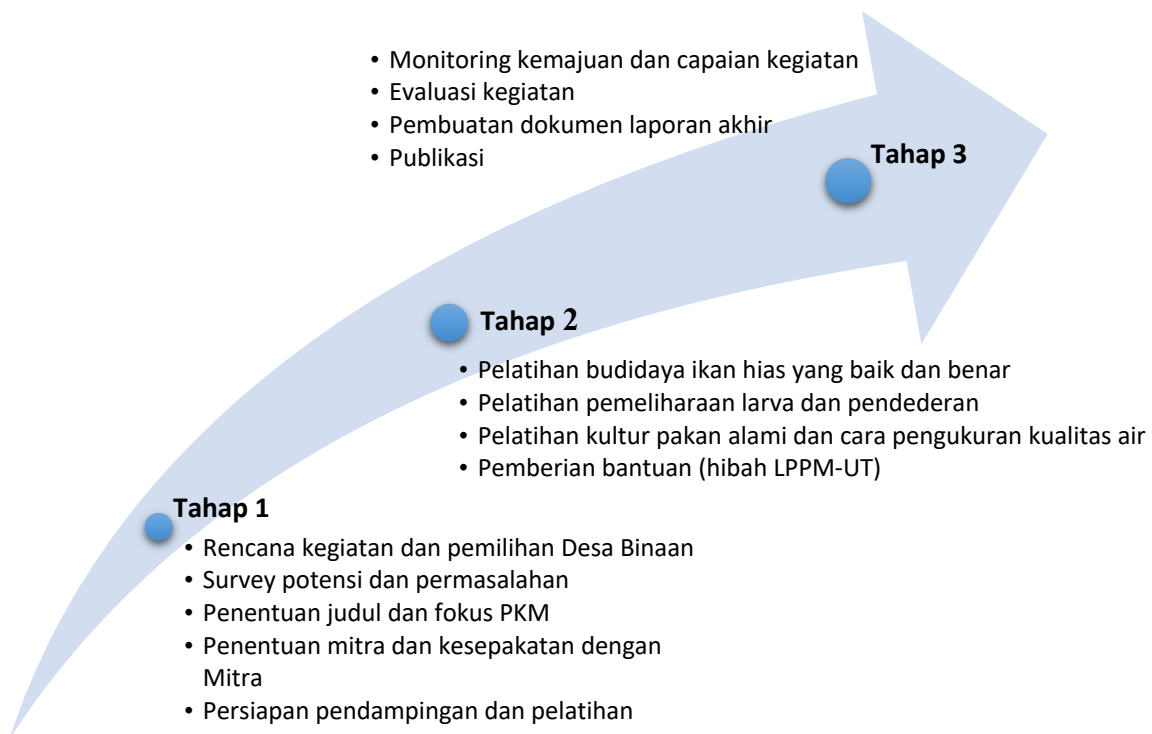 • Monitoring kemajuan dan capaian kegiatan
• Evaluasi kegiatan
• Pembuatan dokumen laporan akhir
• Publikasi
Tahap 3
Tahap 2
• Pelatihan budidaya ikan hias yang baik dan benar
• Pelatihan pemeliharaan larva dan pendederan
• Pelatihan kultur pakan alami dan cara pengukuran kualitas air
• Pemberian bantuan (hibah LPPM-UT)
Tahap 1
• Rencana kegiatan dan pemilihan Desa Binaan
• Survey potensi dan permasalahan
• Penentuan judul dan fokus PKM
• Penentuan mitra dan kesepakatan dengan
Mitra
• Persiapan pendampingan dan pelatihan